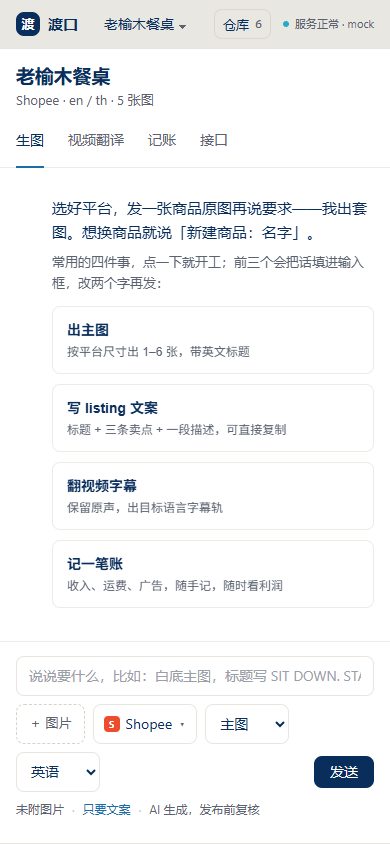 渡 渡口 老榆木餐桌 仓库 6 服务正常 · mock
老榆木餐桌
Shopee · en / th · 5 张图
生图 视频翻译 记账 接口
选好平台，发一张商品原图再说要求——我出套
图。想换商品就说「新建商品：名字」。
常用的四件事，点一下就开工；前三个会把话填进输入
框，改两个字再发：
出主图
按平台尺寸出 1–6 张，带英文标题
写 listing 文案
标题 + 三条卖点 + 一段描述，可直接复制
翻视频字幕
保留原声，出目标语言字幕轨
记一笔账
收入、运费、广告，随手记，随时看利润
说说要什么，比如：白底主图，标题写 SIT DOWN. STA
+ 图片 S Shopee 主图
英语 发送
未附图片 · 只要文案 · AI 生成，发布前复核